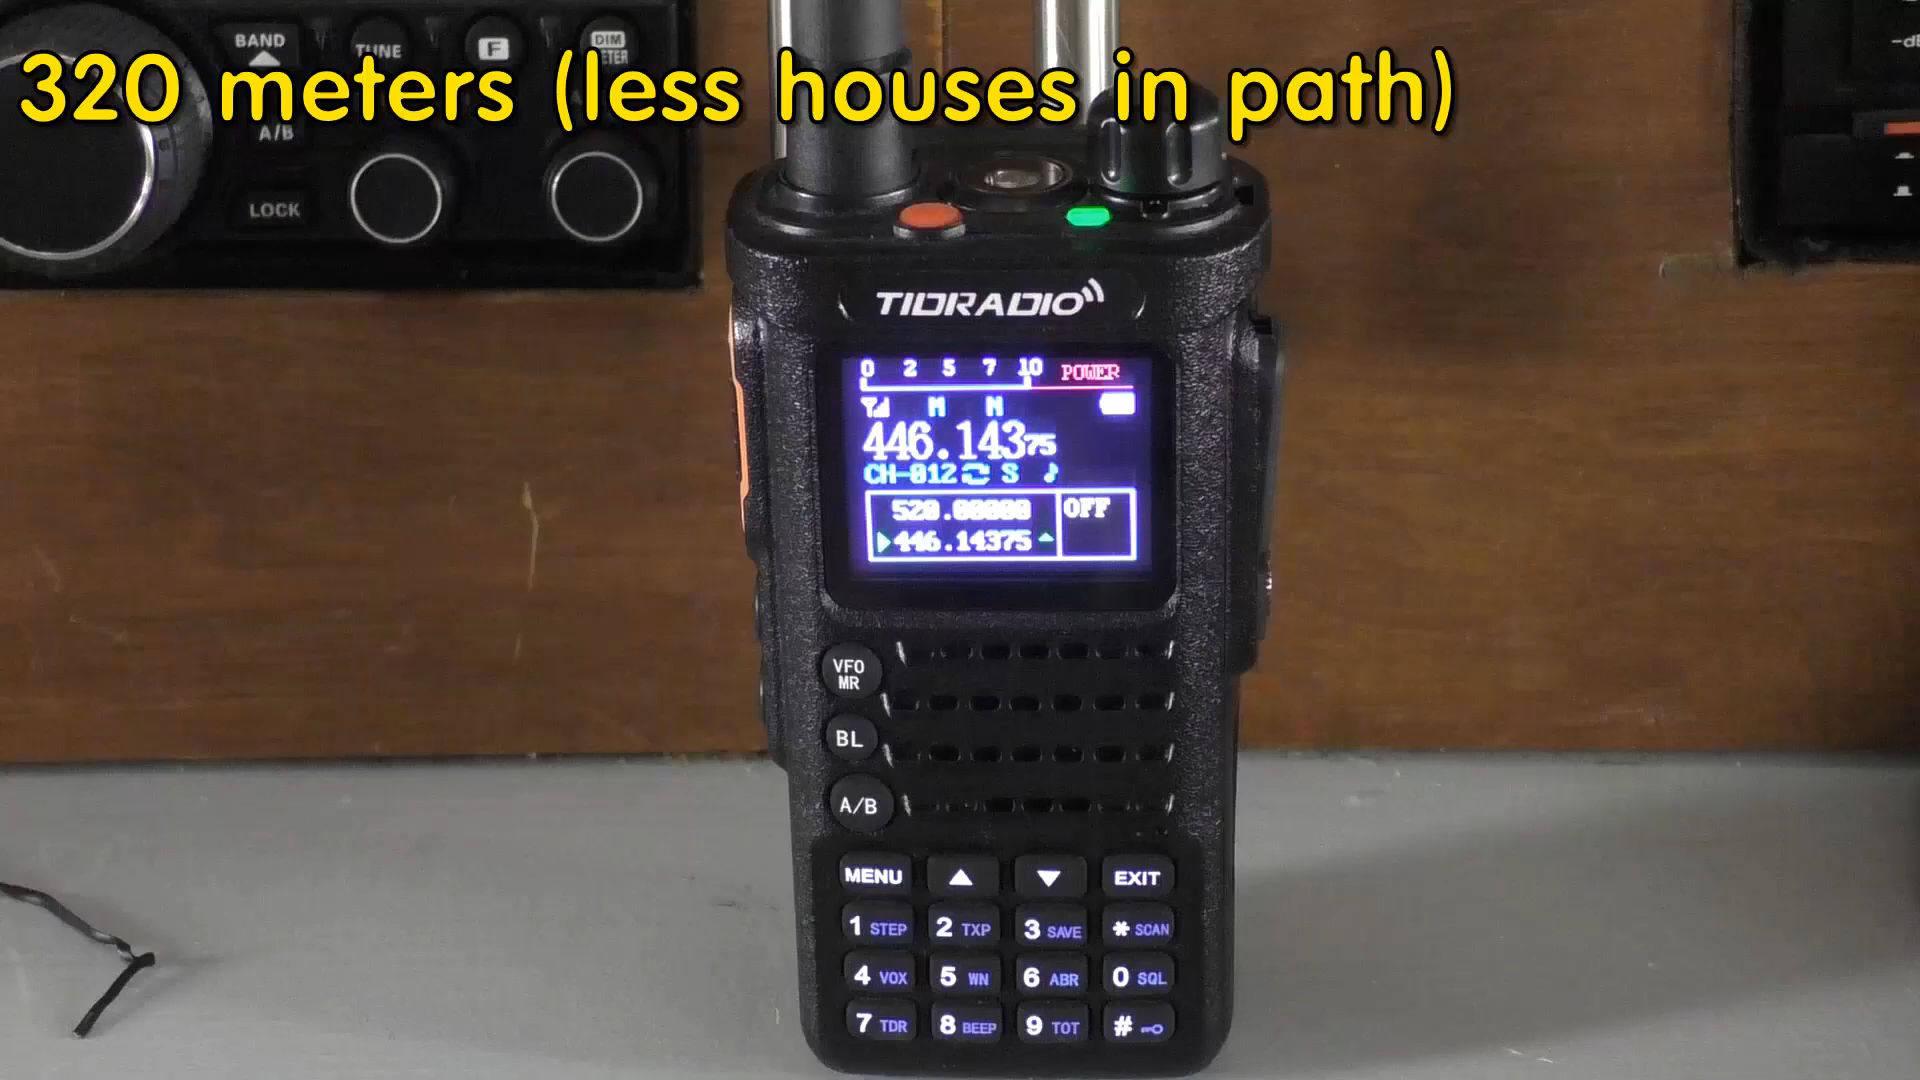 320 meters (less houses in path)
BAND
TUNE
F
DIM
A/B
LOCK
TIDRADIO
0 2 5 7 10 POWER
M N
446.14375
CH-012 S
520.00000 OFF
446.14375
VFO
MR
BL
A/B
MENU EXIT
1 STEP 2 TXP 3 SAVE * SCAN
4 VOX 5 WN 6 ABR 0 SQL
7 TDR 8 BEEP 9 TOT #